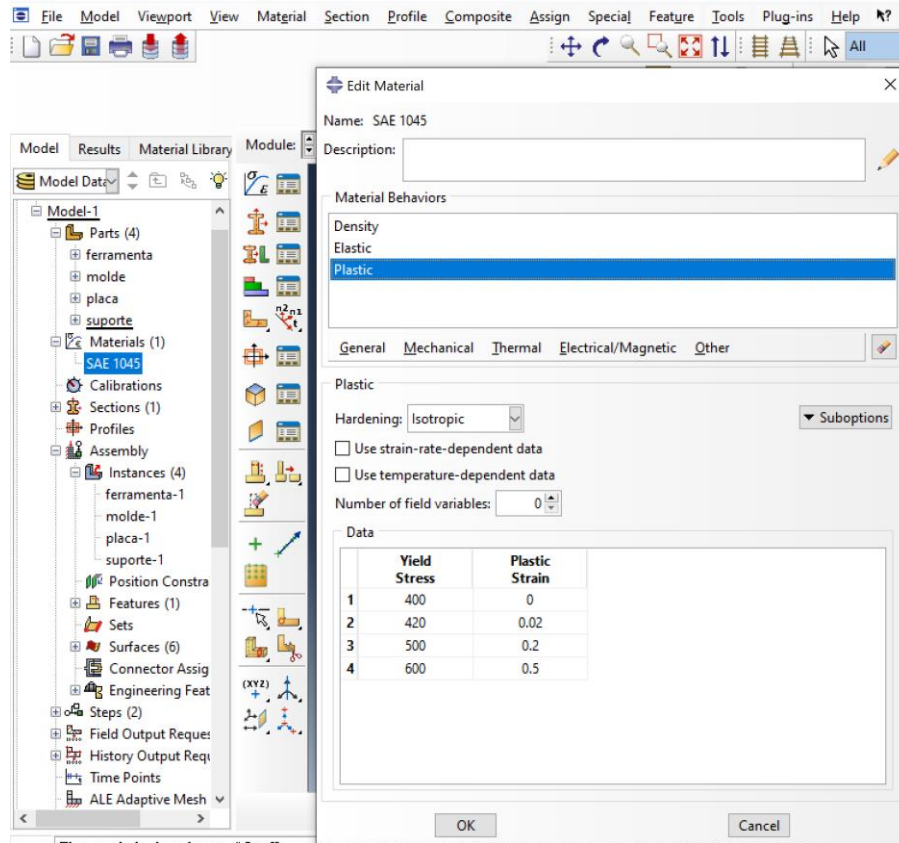 File Model Viewport View Material Section Profile Composite Assign Special Feature Tools Plug-ins Help
All
Edit Material
Name: SAE 1045
Description:
Model Results Material Library
Module:
Model Data
Model-1
Parts (4)
ferramenta
molde
placa
suporte
Materials (1)
SAE 1045
Calibrations
Sections (1)
Profiles
Assembly
Instances (4)
ferramenta-1
molde-1
placa-1
suporte-1
Position Constra
Features (1)
Sets
Surfaces (6)
Connector Assig
Engineering Feat
Steps (2)
Field Output Reques
History Output Requ
Time Points
ALE Adaptive Mesh
n2 n1
t
(XYZ)
Material Behaviors
Density
Elastic
Plastic
General Mechanical Thermal Electrical/Magnetic Other
Plastic
Hardening: Isotropic
Suboptions
Use strain-rate-dependent data
Use temperature-dependent data
Number of field variables: 0
Data
Yield Stress Plastic Strain
1 400 0
2 420 0.02
3 500 0.2
4 600 0.5
OK Cancel